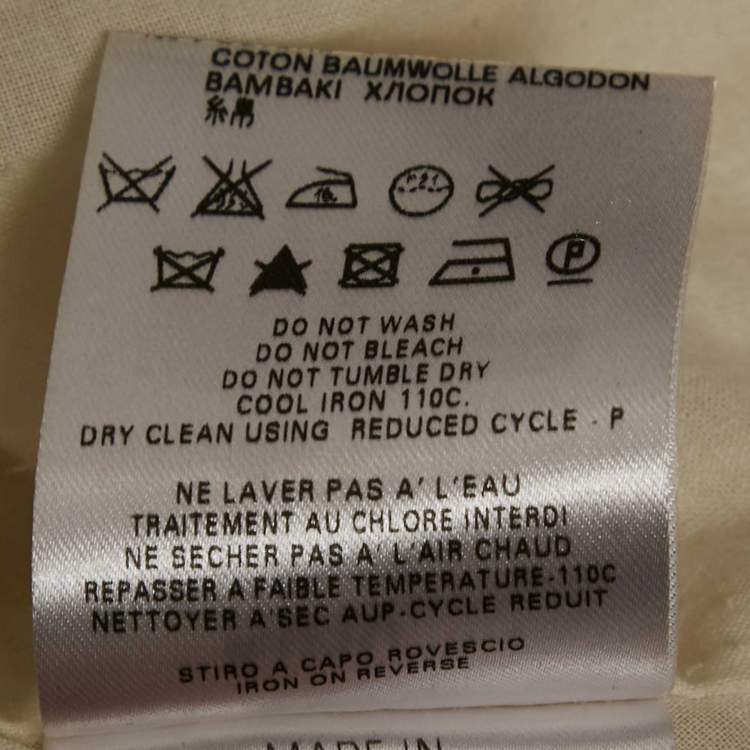 COTON BAUMWOLLE ALGODON
BAMBAKI ХЛОПОК
DO NOT WASH
DO NOT BLEACH
DO NOT TUMBLE DRY
COOL IRON 110C.
DRY CLEAN USING REDUCED CYCLE - P
NE LAVER PAS A' L'EAU
TRAITEMENT AU CHLORE INTERDI
NE SECHER PAS A' L'AIR CHAUD
REPASSER A FAIBLE TEMPERATURE-110C
NETTOYER A'SEC AUP-CYCLE REDUIT
STIRO A CAPO ROVESCIO
IRON ON REVERSE
MADE IN